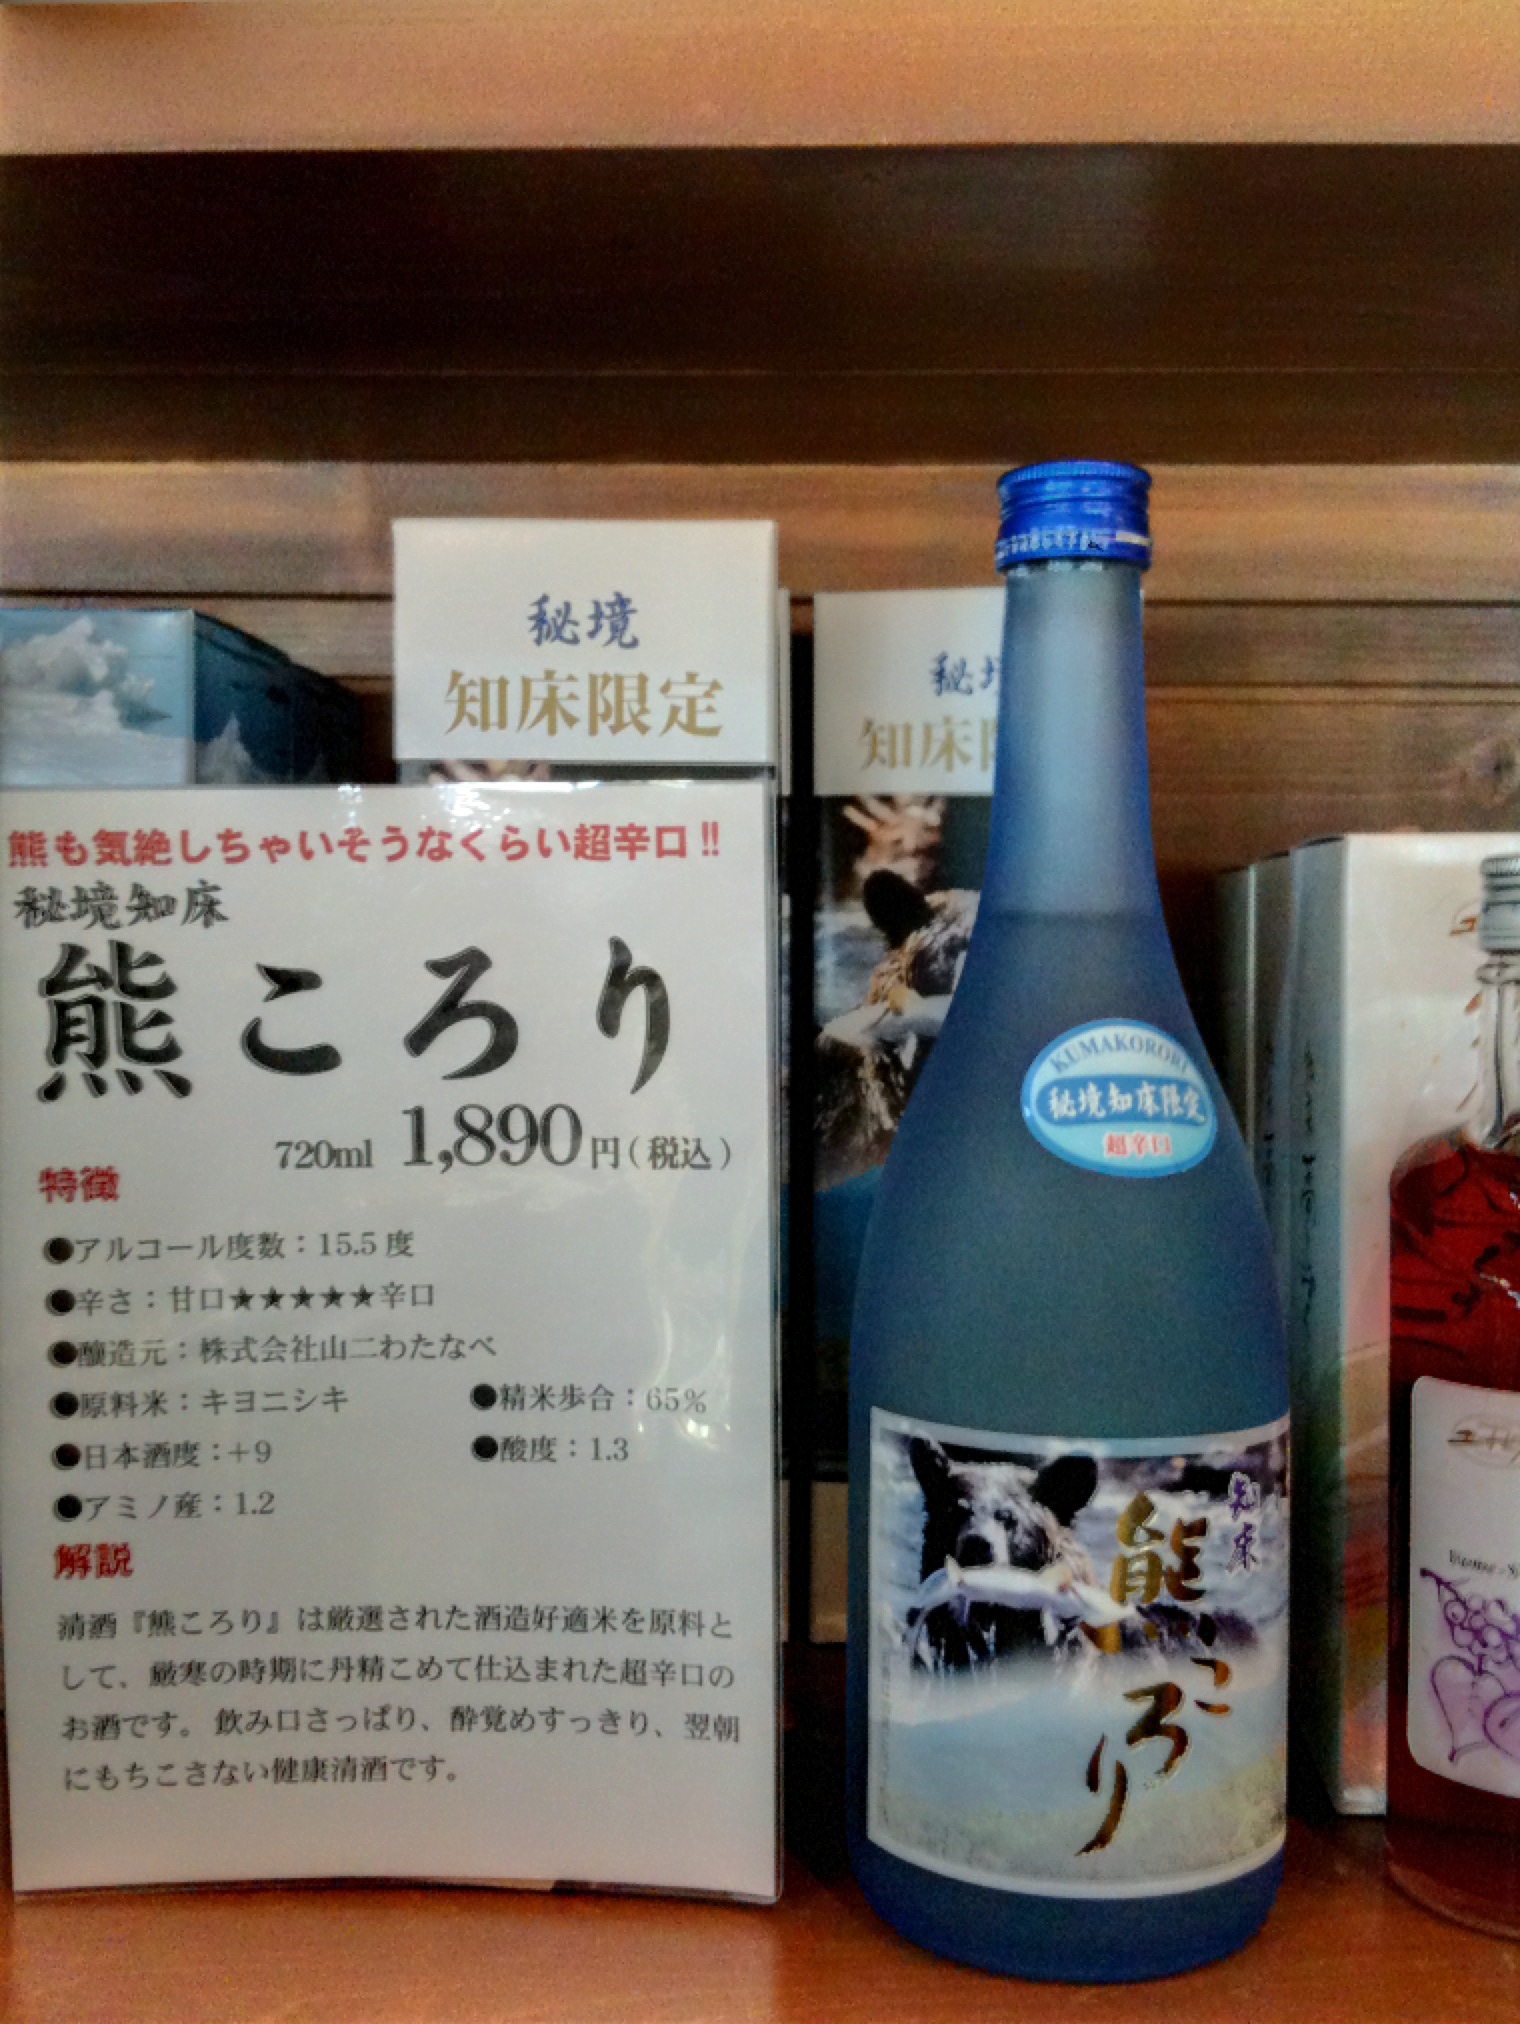 秘境
知床限定
秘境
知床
熊も気絶しちゃいそうなくらい超辛口!!
秘境知床
熊ころり
720ml 1,890円(税込)
特徴
●アルコール度数：15.5度
●辛さ：甘口★★★★★辛口
●醸造元：株式会社山二わたなべ
●原料米：キヨニシキ ●精米歩合：65%
●日本酒度：+9 ●酸度：1.3
●アミノ産：1.2
解説
清酒『熊ころり』は厳選された酒造好適米を原料と
して、厳寒の時期に丹精こめて仕込まれた超辛口の
お酒です。飲み口さっぱり、酔覚めすっきり、翌朝
にもちこさない健康清酒です。
KUMAKORORI
秘境知床限定
超辛口
知床
熊ころり